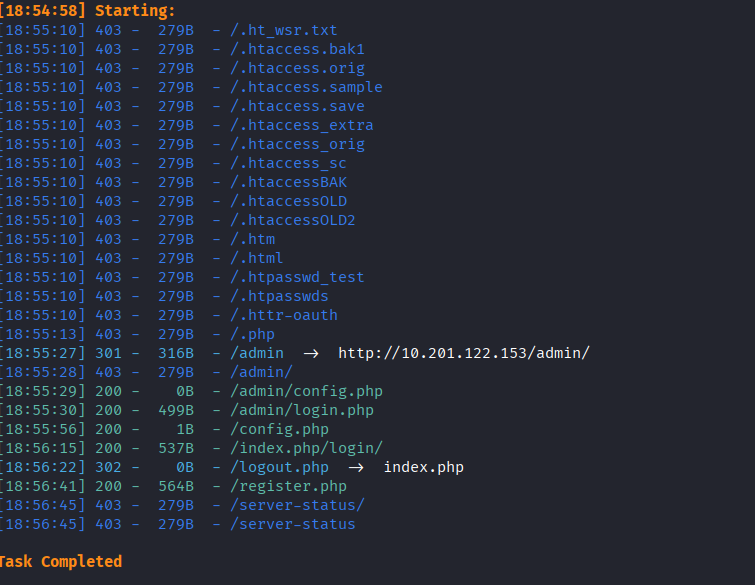 [18:54:58] Starting:
[18:55:10] 403 -  279B  - /.ht_wsr.txt
[18:55:10] 403 -  279B  - /.htaccess.bak1
[18:55:10] 403 -  279B  - /.htaccess.orig
[18:55:10] 403 -  279B  - /.htaccess.sample
[18:55:10] 403 -  279B  - /.htaccess.save
[18:55:10] 403 -  279B  - /.htaccess_extra
[18:55:10] 403 -  279B  - /.htaccess_orig
[18:55:10] 403 -  279B  - /.htaccess_sc
[18:55:10] 403 -  279B  - /.htaccessBAK
[18:55:10] 403 -  279B  - /.htaccessOLD
[18:55:10] 403 -  279B  - /.htaccessOLD2
[18:55:10] 403 -  279B  - /.htm
[18:55:10] 403 -  279B  - /.html
[18:55:10] 403 -  279B  - /.htpasswd_test
[18:55:10] 403 -  279B  - /.htpasswds
[18:55:10] 403 -  279B  - /.httr-oauth
[18:55:13] 403 -  279B  - /.php
[18:55:27] 301 -  316B  - /admin  ->  http://10.201.122.153/admin/
[18:55:28] 403 -  279B  - /admin/
[18:55:29] 200 -    0B  - /admin/config.php
[18:55:30] 200 -  499B  - /admin/login.php
[18:55:56] 200 -    1B  - /config.php
[18:56:15] 200 -  537B  - /index.php/login/
[18:56:22] 302 -    0B  - /logout.php  ->  index.php
[18:56:41] 200 -  564B  - /register.php
[18:56:45] 403 -  279B  - /server-status/
[18:56:45] 403 -  279B  - /server-status
Task Completed